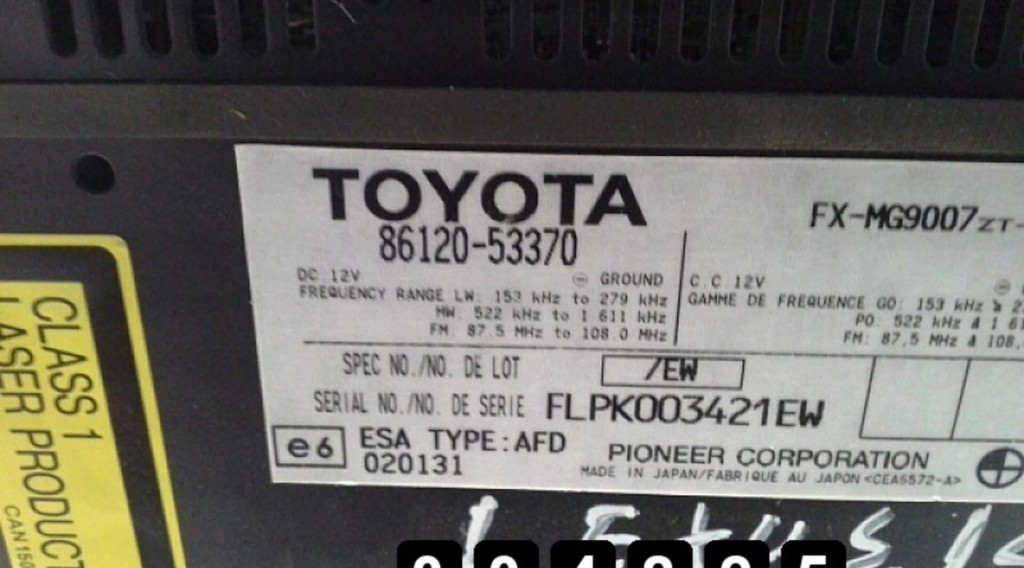 TOYOTA
86120-53370
FX-MG9007ZT-
DC 12V ⊖ GROUND
FREQUENCY RANGE LW: 153 kHz to 279 kHz
MW: 522 kHz to 1 611 kHz
FM: 87.5 MHz to 108.0 MHz
C.C.12V ⊖
GAMME DE FREQUENCE GO: 153 kHz à
PO: 522 kHz à 1
FM: 87,5 MHz à 108,
SPEC NO./NO. DE LOT /EW
SERIAL NO./NO. DE SERIE FLPK003421EW
e6 ESA TYPE:AFD
020131
PIONEER CORPORATION
MADE IN JAPAN/FABRIQUE AU JAPON <CEA5572-A>
CLASS 1
LASER PRODUCT